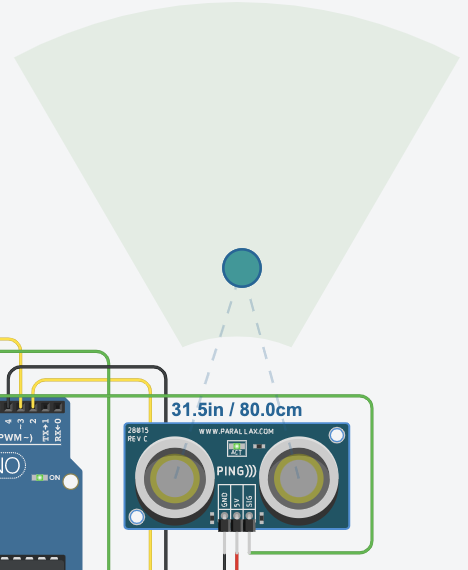 31.5in / 80.0cm
28015
REV C
WWW.PARALLAX.COM
ACT
PING)))
GND
5V
SIG
4
~3
2
TX→1
RX←0
PWM ~)
NO
ON